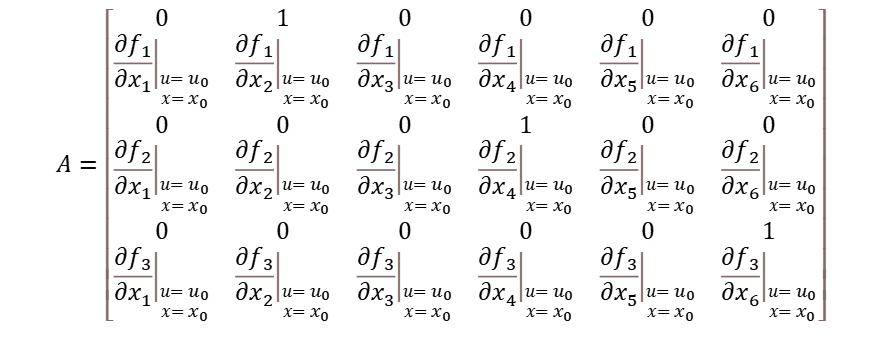 0 1 0 0 0 0
∂f₁/∂x₁|u= u₀ x= x₀ ∂f₁/∂x₂|u= u₀ x= x₀ ∂f₁/∂x₃|u= u₀ x= x₀ ∂f₁/∂x₄|u= u₀ x= x₀ ∂f₁/∂x₅|u= u₀ x= x₀ ∂f₁/∂x₆|u= u₀ x= x₀
0 0 0 1 0 0
A = ∂f₂/∂x₁|u= u₀ x= x₀ ∂f₂/∂x₂|u= u₀ x= x₀ ∂f₂/∂x₃|u= u₀ x= x₀ ∂f₂/∂x₄|u= u₀ x= x₀ ∂f₂/∂x₅|u= u₀ x= x₀ ∂f₂/∂x₆|u= u₀ x= x₀
0 0 0 0 0 1
∂f₃/∂x₁|u= u₀ x= x₀ ∂f₃/∂x₂|u= u₀ x= x₀ ∂f₃/∂x₃|u= u₀ x= x₀ ∂f₃/∂x₄|u= u₀ x= x₀ ∂f₃/∂x₅|u= u₀ x= x₀ ∂f₃/∂x₆|u= u₀ x= x₀